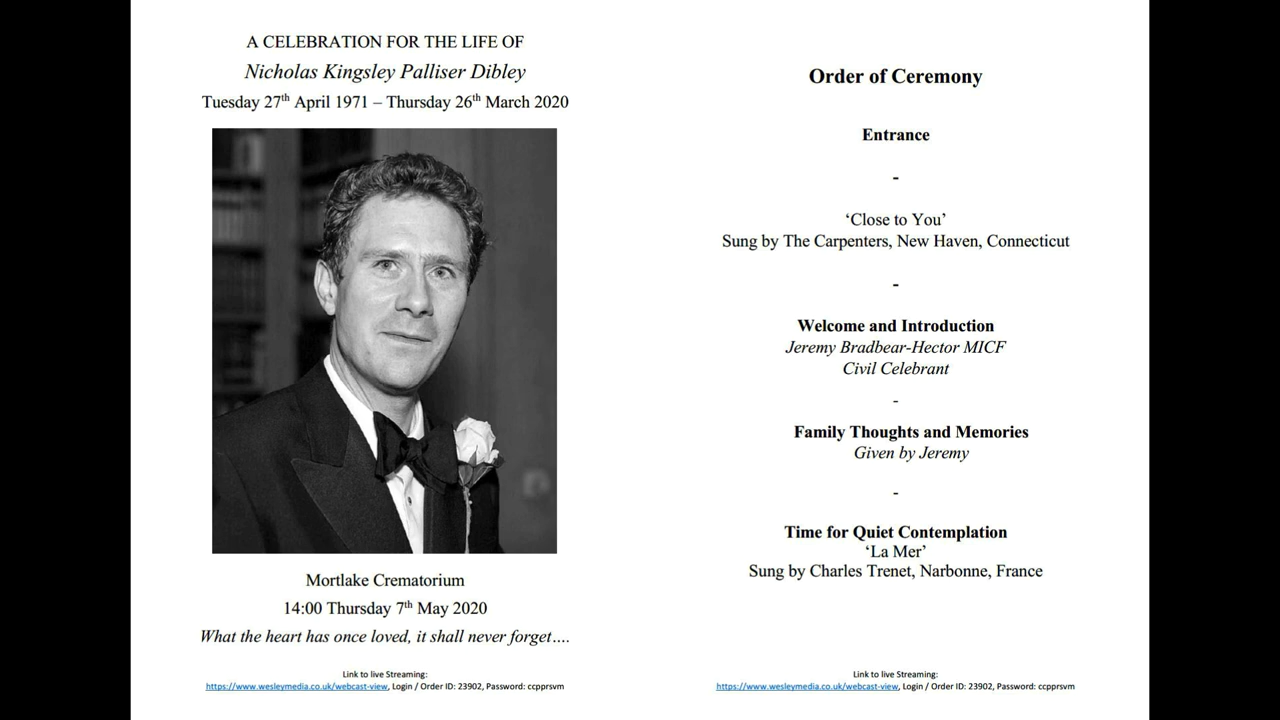 A CELEBRATION FOR THE LIFE OF
Nicholas Kingsley Palliser Dibley
Tuesday 27th April 1971 – Thursday 26th March 2020
Mortlake Crematorium
14:00 Thursday 7th May 2020
What the heart has once loved, it shall never forget….
Link to live Streaming:
https://www.wesleymedia.co.uk/webcast-view, Login / Order ID: 23902, Password: ccpprsvm
Order of Ceremony
Entrance
-
‘Close to You’
Sung by The Carpenters, New Haven, Connecticut
-
Welcome and Introduction
Jeremy Bradbear-Hector MICF
Civil Celebrant
-
Family Thoughts and Memories
Given by Jeremy
-
Time for Quiet Contemplation
‘La Mer’
Sung by Charles Trenet, Narbonne, France
Link to live Streaming:
https://www.wesleymedia.co.uk/webcast-view, Login / Order ID: 23902, Password: ccpprsvm